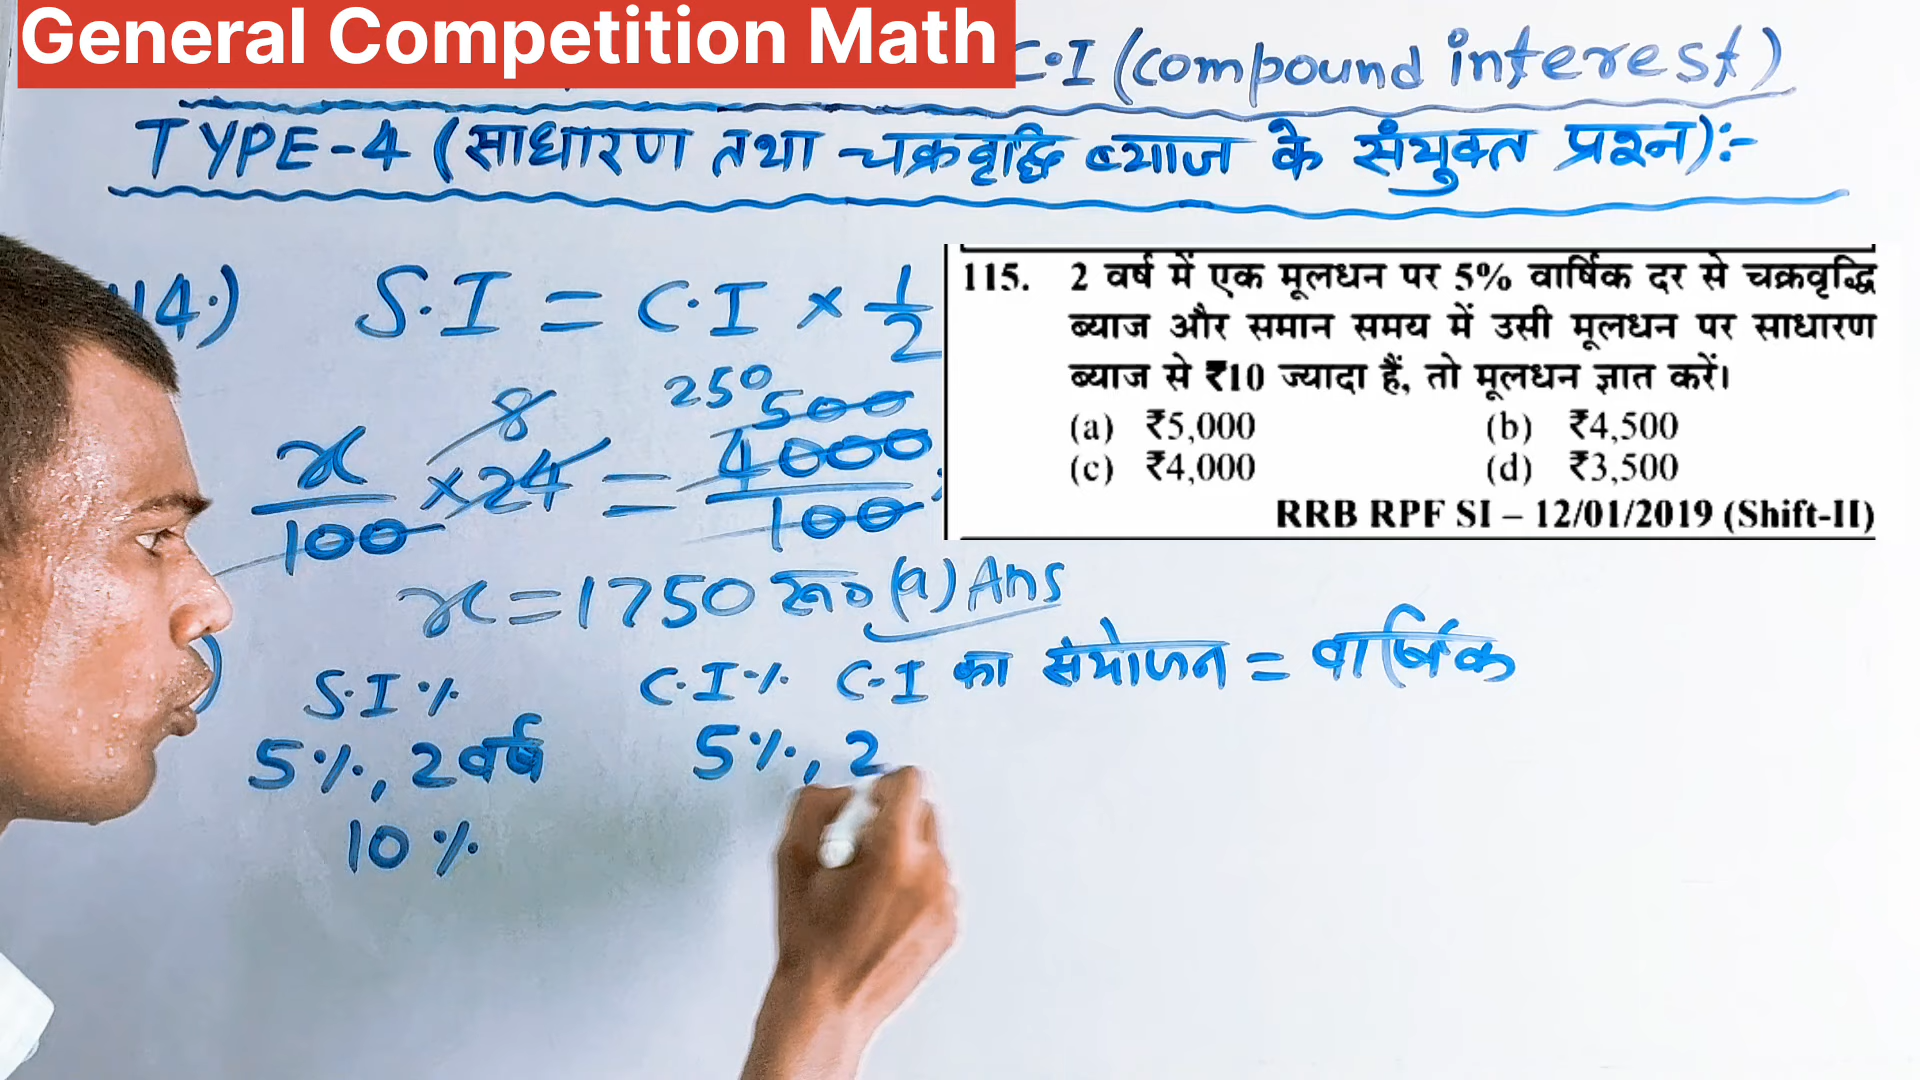 General Competition Math
C.I (compound interest)
TYPE-4 (साधारण तथा चक्रवृद्धि ब्याज के संयुक्त प्रश्न):-
14.) S.I = C.I × 1/2
250
8 500
x/100 × 24 = 4000/100
x = 1750 रू० (a) Ans
115. 2 वर्ष में एक मूलधन पर 5% वार्षिक दर से चक्रवृद्धि
ब्याज और समान समय में उसी मूलधन पर साधारण
ब्याज से ₹10 ज्यादा हैं, तो मूलधन ज्ञात करें।
(a) ₹5,000 (b) ₹4,500
(c) ₹4,000 (d) ₹3,500
RRB RPF SI – 12/01/2019 (Shift-II)
) S.I % C.I % C.I का संयोजन = वार्षिक
5%, 2 वर्ष 5%, 2
10%